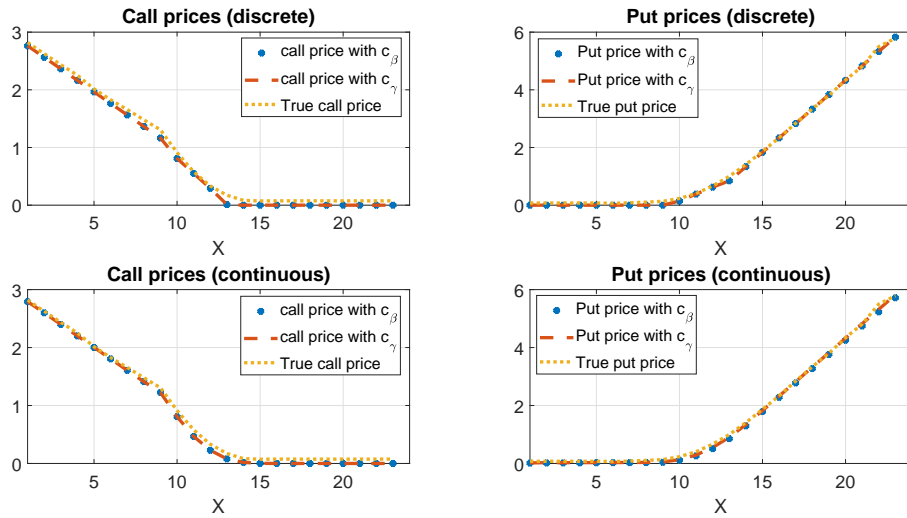 Call prices (discrete)
3
2
1
0
5
10
15
20
X
call price with c_β
call price with c_γ
True call price
Put prices (discrete)
6
4
2
0
5
10
15
20
X
Put price with c_β
Put price with c_γ
True put price
Call prices (continuous)
3
2
1
0
5
10
15
20
X
call price with c_β
call price with c_γ
True call price
Put prices (continuous)
6
4
2
0
5
10
15
20
X
Put price with c_β
Put price with c_γ
True put price